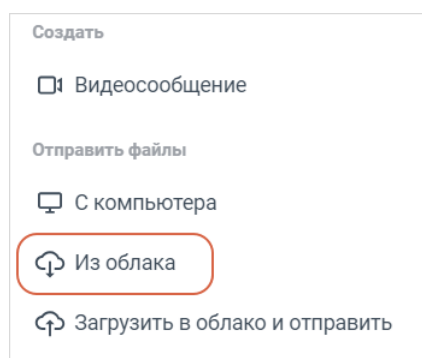 Создать
Видеосообщение
Отправить файлы
С компьютера
Из облака
Загрузить в облако и отправить